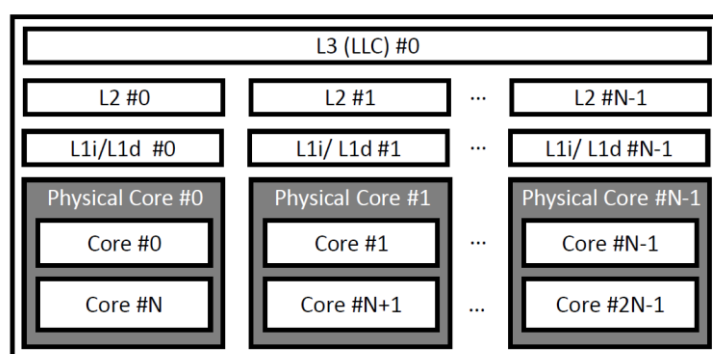 L3 (LLC) #0
L2 #0 L2 #1 ... L2 #N-1
L1i/L1d #0 L1i/ L1d #1 ... L1i/ L1d #N-1
Physical Core #0 Physical Core #1 Physical Core #N-1
Core #0 Core #1 ... Core #N-1
Core #N Core #N+1 ... Core #2N-1